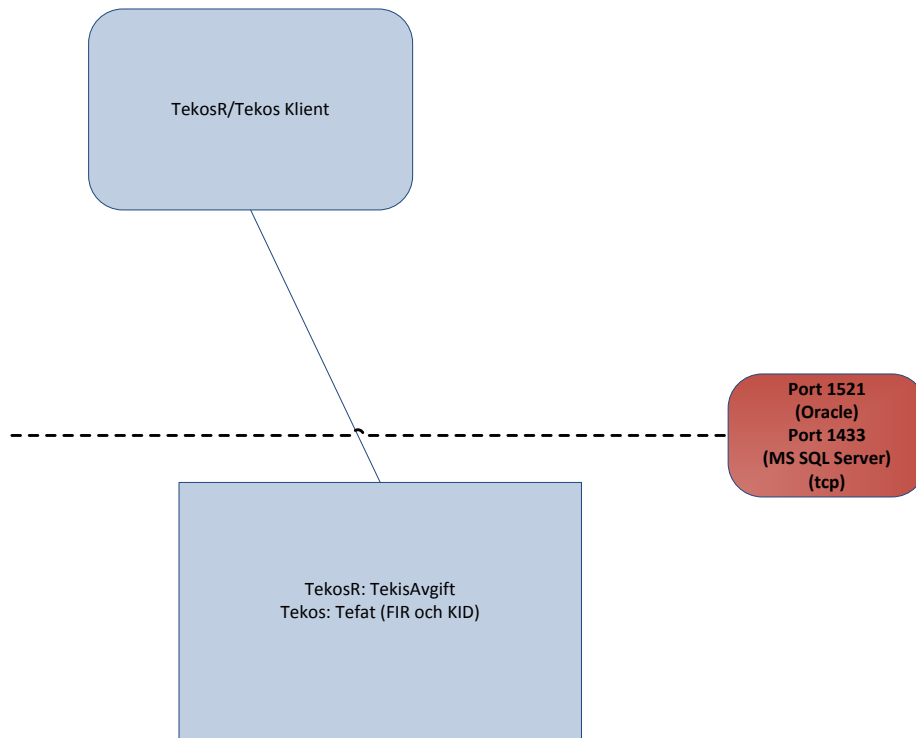 TekosR/Tekos Klient
Port 1521
(Oracle)
Port 1433
(MS SQL Server)
(tcp)
TekosR: TekisAvgift
Tekos: Tefat (FIR och KID)